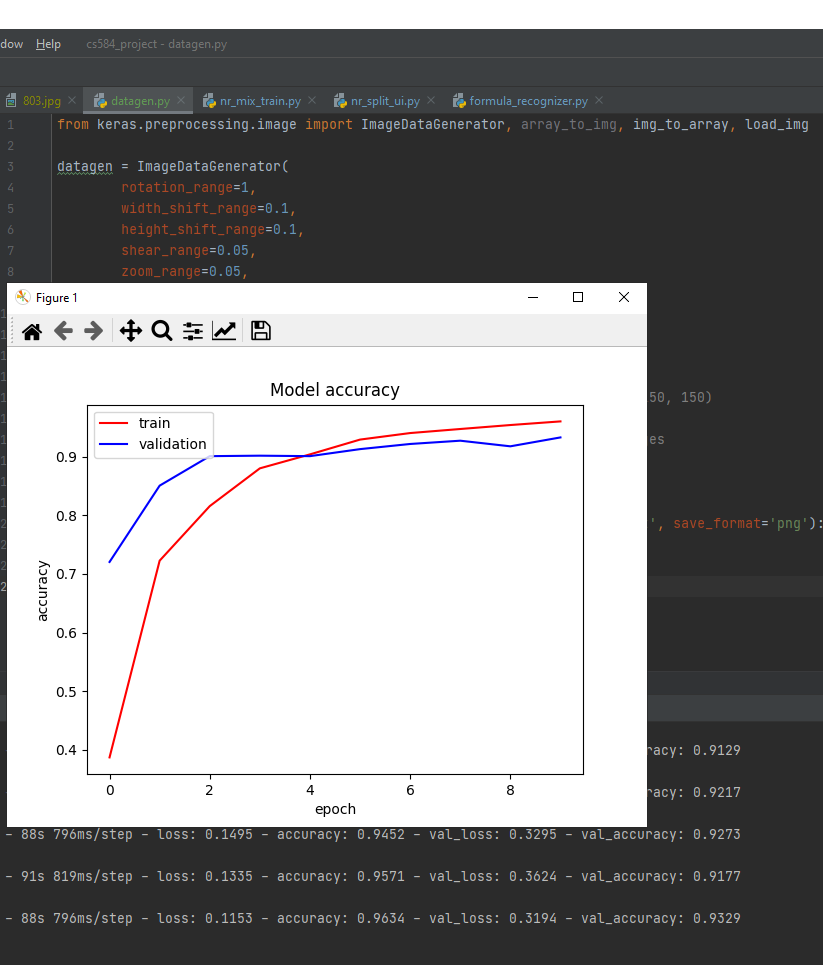 dow Help cs584_project - datagen.py
803.jpg datagen.py nr_mix_train.py nr_split_ui.py formula_recognizer.py
1 from keras.preprocessing.image import ImageDataGenerator, array_to_img, img_to_array, load_img
2
3 datagen = ImageDataGenerator(
4 rotation_range=1,
5 width_shift_range=0.1,
6 height_shift_range=0.1,
7 shear_range=0.05,
8 zoom_range=0.05,
Figure 1
Model accuracy
train
validation
50, 150)
es
', save_format='png'):
0.9
0.8
0.7
0.6
0.5
0.4
accuracy
0 2 4 6 8
epoch
racy: 0.9129
racy: 0.9217
- 88s 796ms/step - loss: 0.1495 - accuracy: 0.9452 - val_loss: 0.3295 - val_accuracy: 0.9273
- 91s 819ms/step - loss: 0.1335 - accuracy: 0.9571 - val_loss: 0.3624 - val_accuracy: 0.9177
- 88s 796ms/step - loss: 0.1153 - accuracy: 0.9634 - val_loss: 0.3194 - val_accuracy: 0.9329